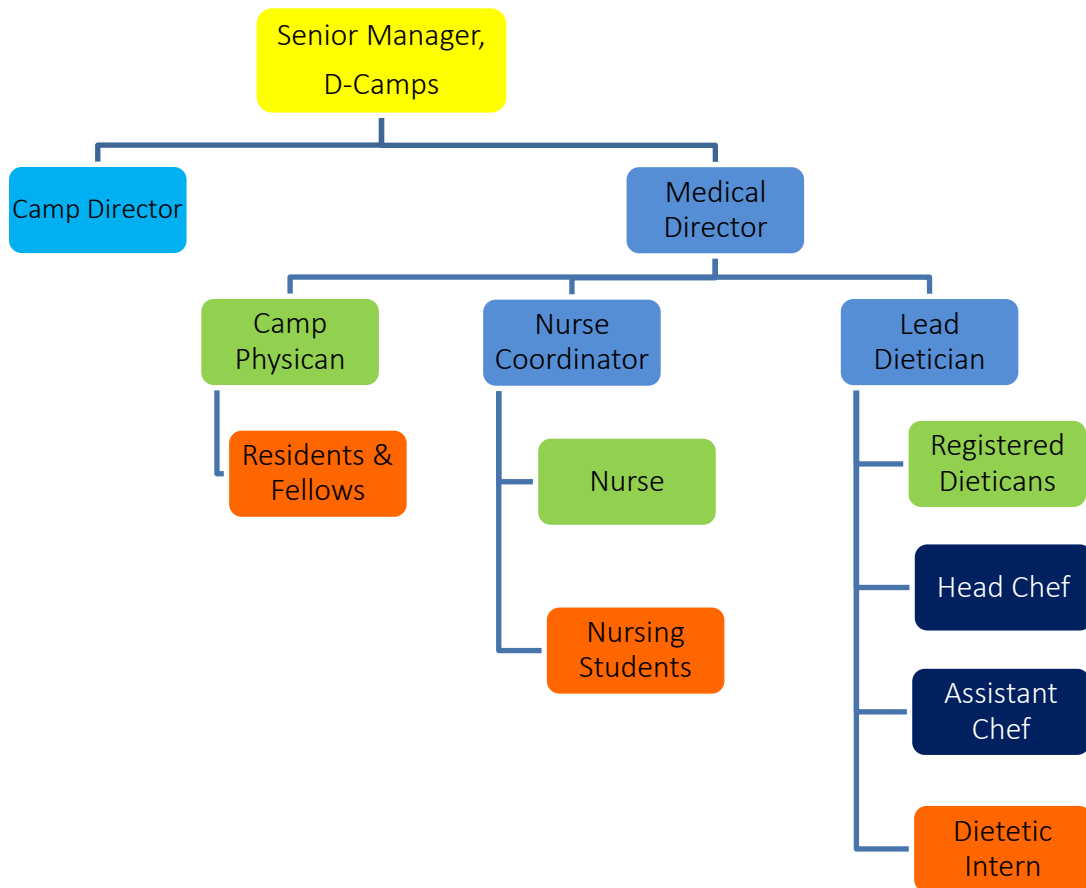 Senior Manager,
D-Camps
Camp Director
Medical
Director
Camp
Physican
Nurse
Coordinator
Lead
Dietician
Residents &
Fellows
Nurse
Nursing
Students
Registered
Dieticans
Head Chef
Assistant
Chef
Dietetic
Intern